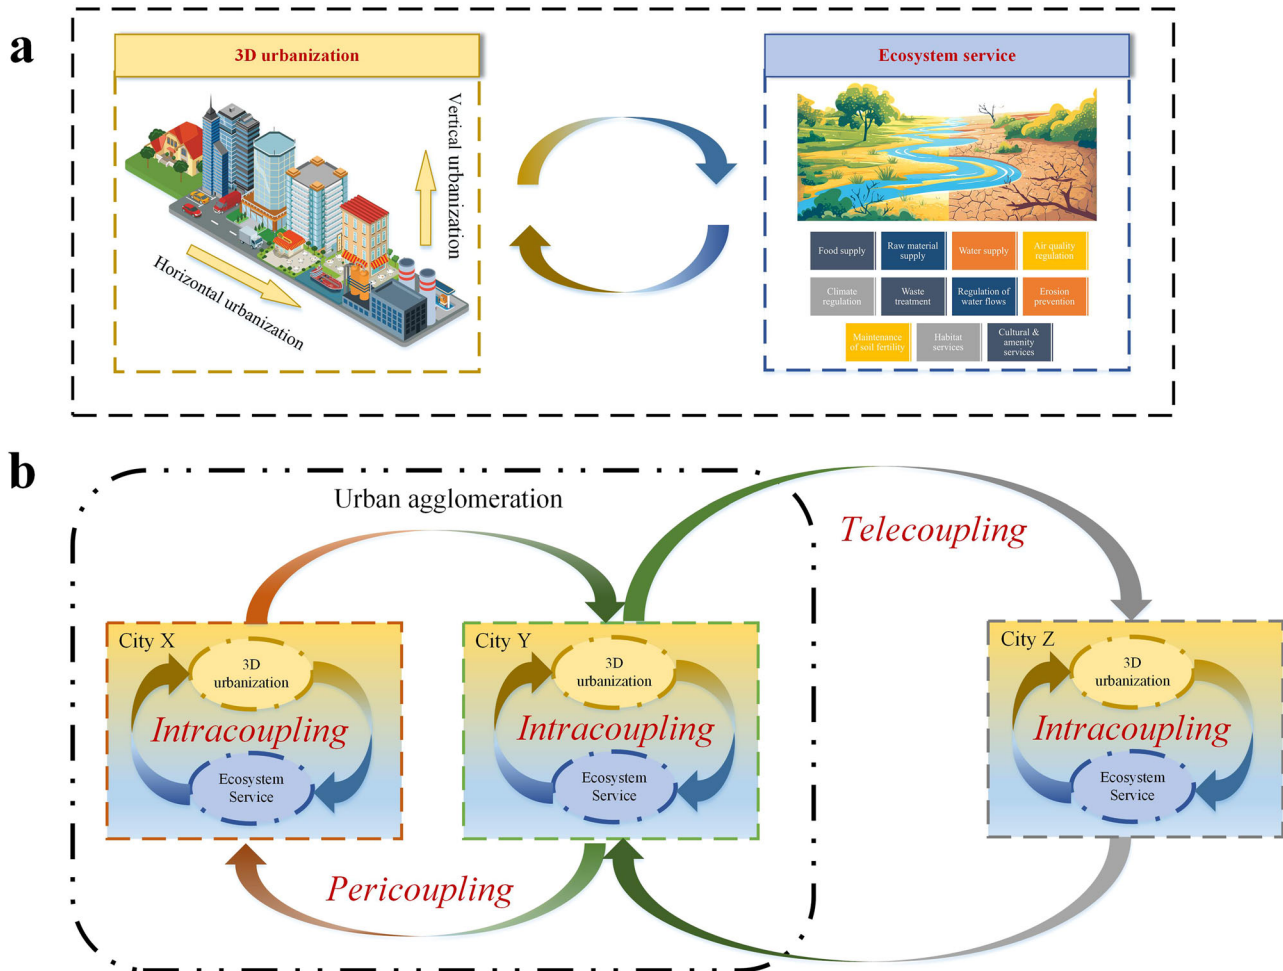 a
3D urbanization
Vertical urbanization
Horizontal urbanization
Ecosystem service
Food supply
Raw material
supply
Water supply
Air quality
regulation
Climate
regulation
Waste
treatment
Regulation of
water flows
Erosion
prevention
Maintenance
of soil fertility
Habitat
services
Cultural &
amenity
services
b
Urban agglomeration
Telecoupling
City X
3D
urbanization
Intracoupling
Ecosystem
Service
City Y
3D
urbanization
Intracoupling
Ecosystem
Service
City Z
3D
urbanization
Intracoupling
Ecosystem
Service
Pericoupling